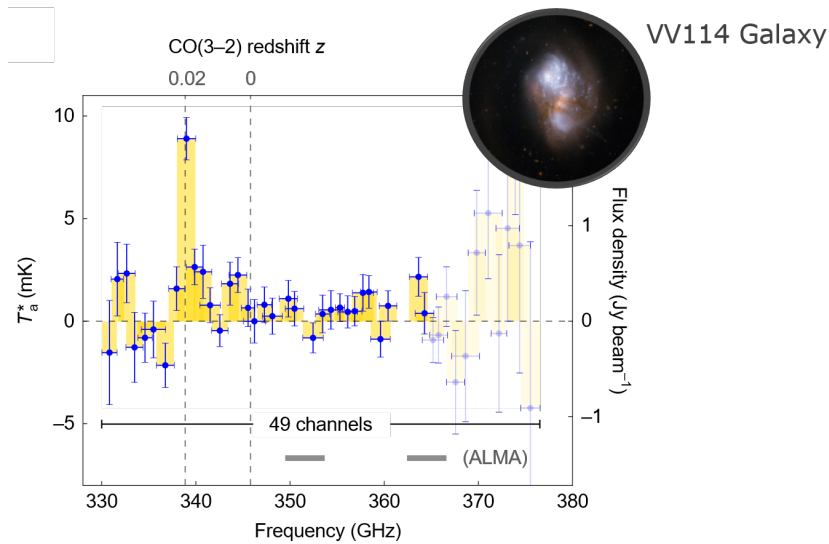 VV114 Galaxy
CO(3–2) redshift z
0.02 0
10
5
0
–5
T*a (mK)
1
0
–1
Flux density (Jy beam–1)
49 channels
(ALMA)
330 340 350 360 370 380
Frequency (GHz)